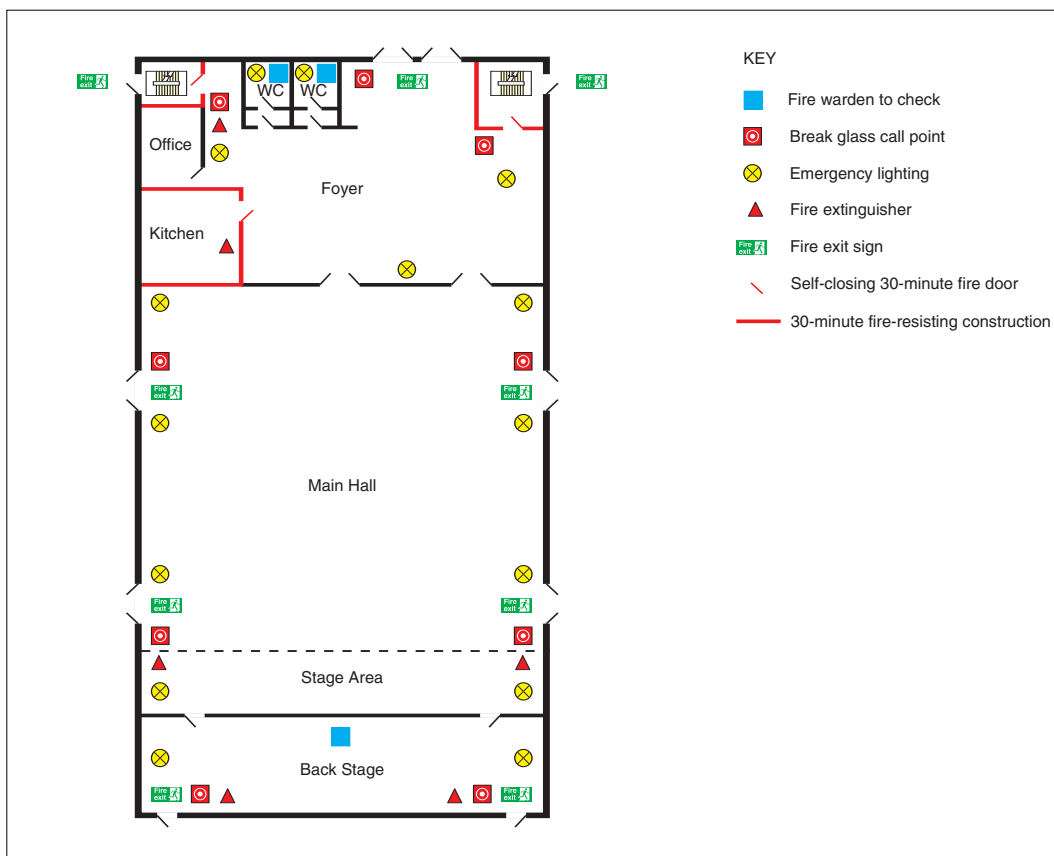 KEY
Fire warden to check
Break glass call point
Emergency lighting
Fire extinguisher
Fire exit
Fire exit sign
Self-closing 30-minute fire door
30-minute fire-resisting construction
Fire exit
WC
WC
Fire exit
Fire exit
Office
Foyer
Kitchen
Fire exit
Fire exit
Main Hall
Fire exit
Fire exit
Stage Area
Back Stage
Fire exit
Fire exit